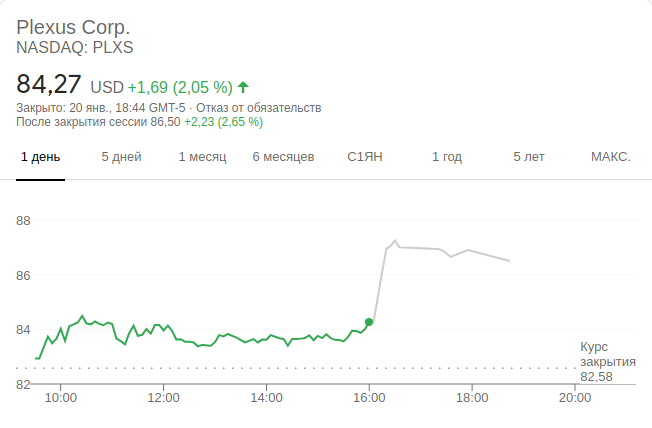 Plexus Corp.
NASDAQ: PLXS
84,27 USD +1,69 (2,05 %)
Закрыто: 20 янв., 18:44 GMT-5 · Отказ от обязательств
После закрытия сессии 86,50 +2,23 (2,65 %)
1 день 5 дней 1 месяц 6 месяцев С1ЯН 1 год 5 лет МАКС.
88
86
84
Курс
закрытия
82,58
82
10:00 12:00 14:00 16:00 18:00 20:00